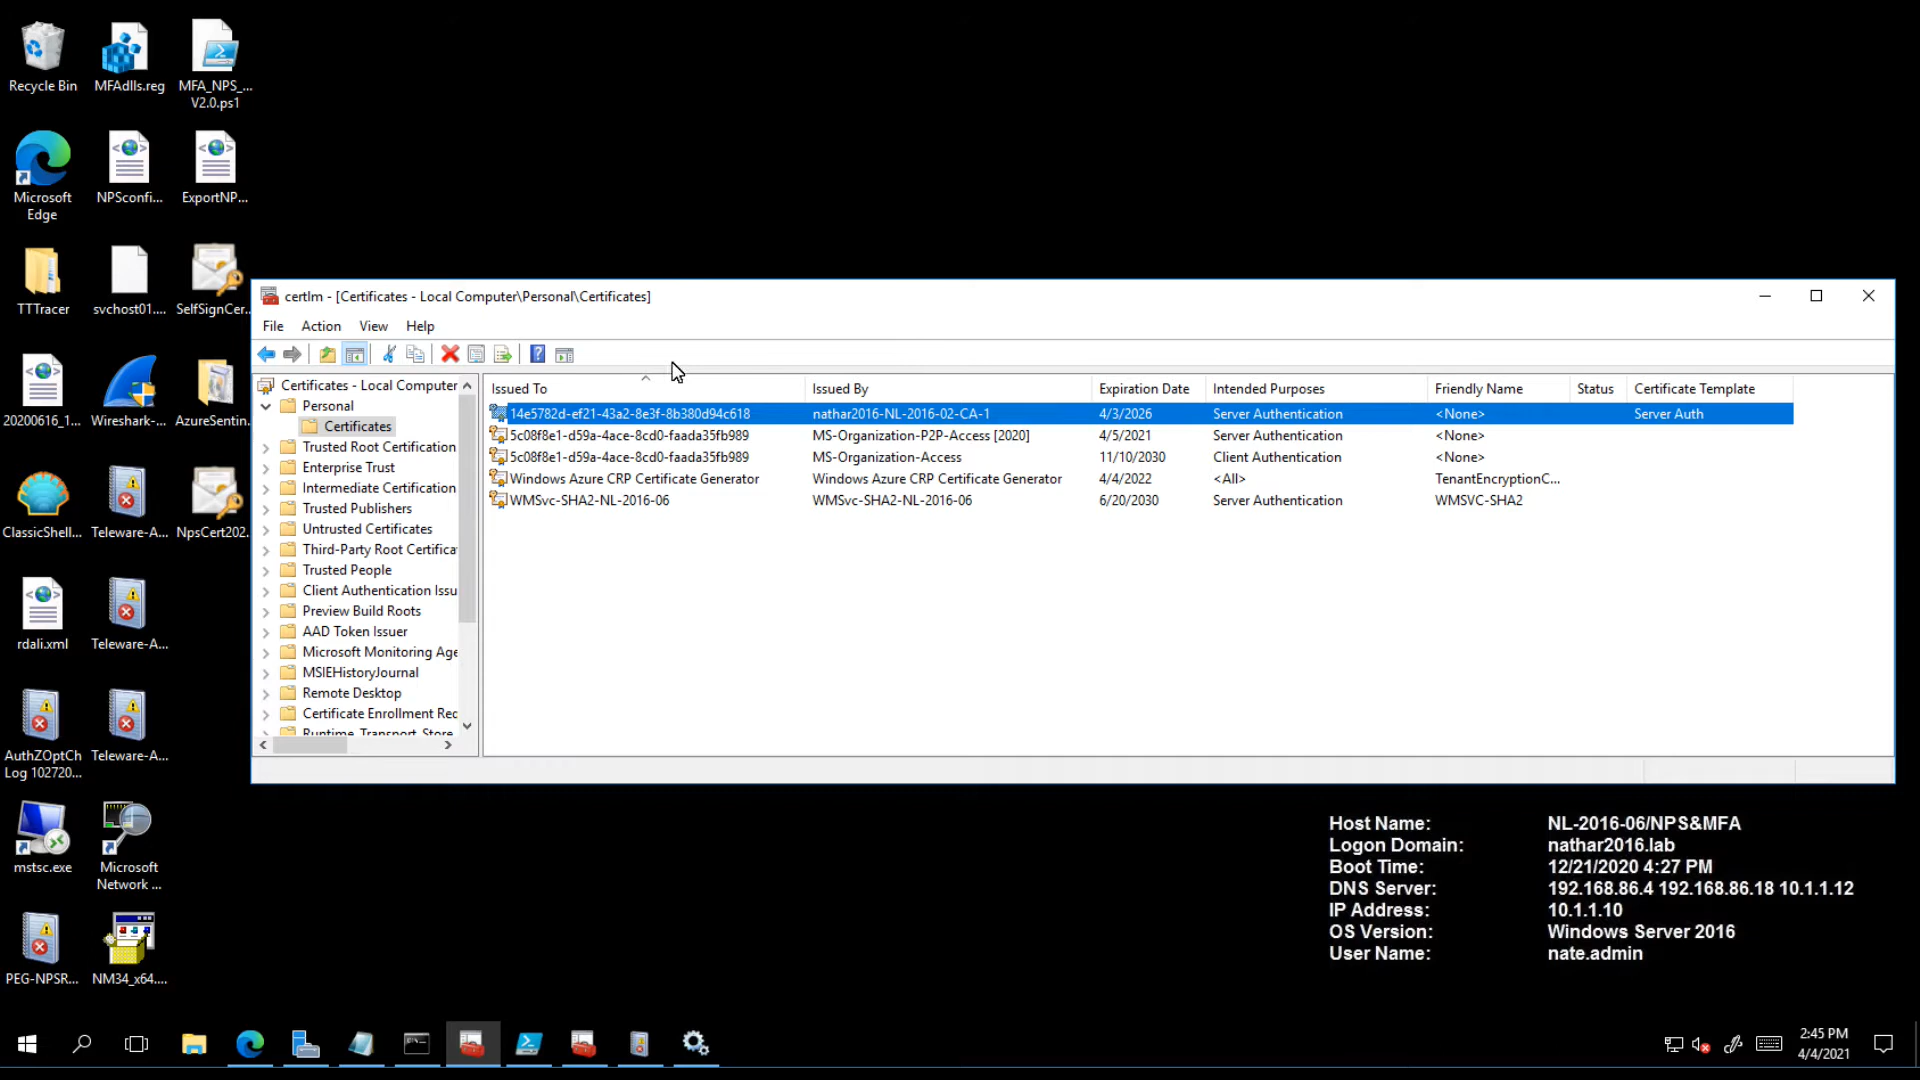 Recycle Bin
MFAdlls.reg
MFA_NPS_...
V2.0.ps1
Microsoft
Edge
NPSconfi...
ExportNP...
TTTracer
svchost01....
SelfSignCer...
20200616_1...
Wireshark-...
AzureSentin...
ClassicShell...
Teleware-A...
NpsCert202...
rdali.xml
Teleware-A...
AuthZOptCh
Log 102720...
Teleware-A...
mstsc.exe
Microsoft
Network ...
PEG-NPSR...
NM34_x64....
certlm - [Certificates - Local Computer\Personal\Certificates]
File Action View Help
Certificates - Local Computer
Personal
Certificates
Trusted Root Certification
Enterprise Trust
Intermediate Certification
Trusted Publishers
Untrusted Certificates
Third-Party Root Certifica
Trusted People
Client Authentication Issu
Preview Build Roots
AAD Token Issuer
Microsoft Monitoring Age
MSIEHistoryJournal
Remote Desktop
Certificate Enrollment Rec
Runtime_Transport_Store
Issued To Issued By Expiration Date Intended Purposes Friendly Name Status Certificate Template
14e5782d-ef21-43a2-8e3f-8b380d94c618 nathar2016-NL-2016-02-CA-1 4/3/2026 Server Authentication <None> Server Auth
5c08f8e1-d59a-4ace-8cd0-faada35fb989 MS-Organization-P2P-Access [2020] 4/5/2021 Server Authentication <None>
5c08f8e1-d59a-4ace-8cd0-faada35fb989 MS-Organization-Access 11/10/2030 Client Authentication <None>
Windows Azure CRP Certificate Generator Windows Azure CRP Certificate Generator 4/4/2022 <All> TenantEncryptionC...
WMSvc-SHA2-NL-2016-06 WMSvc-SHA2-NL-2016-06 6/20/2030 Server Authentication WMSVC-SHA2
Host Name: NL-2016-06/NPS&MFA
Logon Domain: nathar2016.lab
Boot Time: 12/21/2020 4:27 PM
DNS Server: 192.168.86.4 192.168.86.18 10.1.1.12
IP Address: 10.1.1.10
OS Version: Windows Server 2016
User Name: nate.admin
2:45 PM
4/4/2021